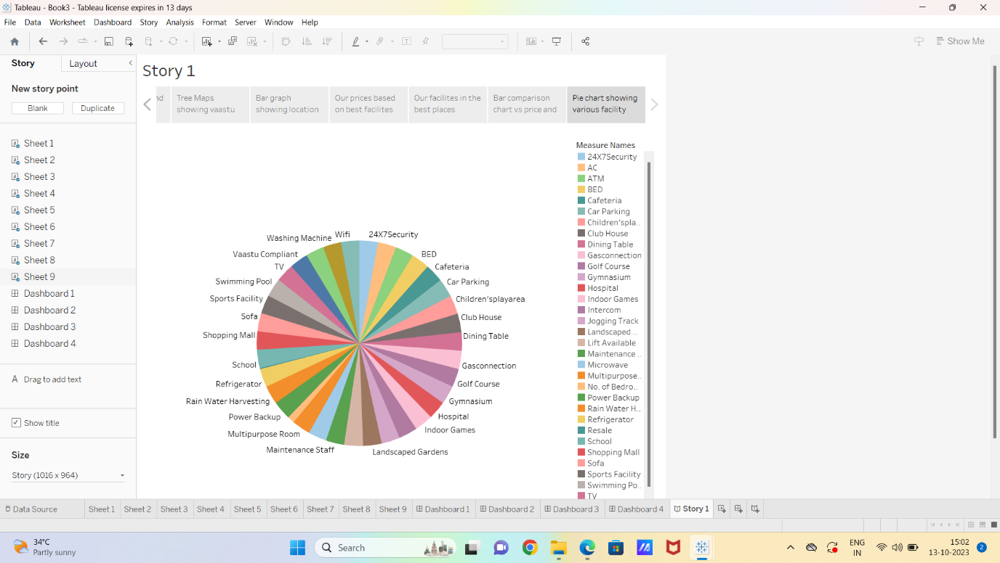 Tableau - Book3 - Tableau license expires in 13 days
File Data Worksheet Dashboard Story Analysis Format Server Window Help
Show Me
Story Layout
New story point
Blank Duplicate
Sheet 1
Sheet 2
Sheet 3
Sheet 4
Sheet 5
Sheet 6
Sheet 7
Sheet 8
Sheet 9
Dashboard 1
Dashboard 2
Dashboard 3
Dashboard 4
A Drag to add text
Show title
Size
Story (1016 x 964)
Story 1
nd
Tree Maps
showing vaastu
Bar graph
showing location
Our prices based
on best facilites
Our facilites in the
best places
Bar comparison
chart vs price and
Pie chart showing
various facility
Wifi
24X7Security
Washing Machine
BED
Vaastu Compliant
Cafeteria
TV
Car Parking
Swimming Pool
Children'splayarea
Sports Facility
Club House
Sofa
Dining Table
Shopping Mall
Gasconnection
School
Golf Course
Refrigerator
Gymnasium
Rain Water Harvesting
Hospital
Power Backup
Indoor Games
Multipurpose Room
Maintenance Staff
Landscaped Gardens
Measure Names
24X7Security
AC
ATM
BED
Cafeteria
Car Parking
Children'spla..
Club House
Dining Table
Gasconnection
Golf Course
Gymnasium
Hospital
Indoor Games
Intercom
Jogging Track
Landscaped ..
Lift Available
Maintenance ..
Microwave
Multipurpose..
No. of Bedro..
Power Backup
Rain Water H..
Refrigerator
Resale
School
Shopping Mall
Sofa
Sports Facility
Swimming Po..
TV
Data Source Sheet 1 Sheet 2 Sheet 3 Sheet 4 Sheet 5 Sheet 6 Sheet 7 Sheet 8 Sheet 9 Dashboard 1 Dashboard 2 Dashboard 3 Dashboard 4 Story 1
34°C
Partly sunny
Search
ENG
IN
15:02
13-10-2023
2